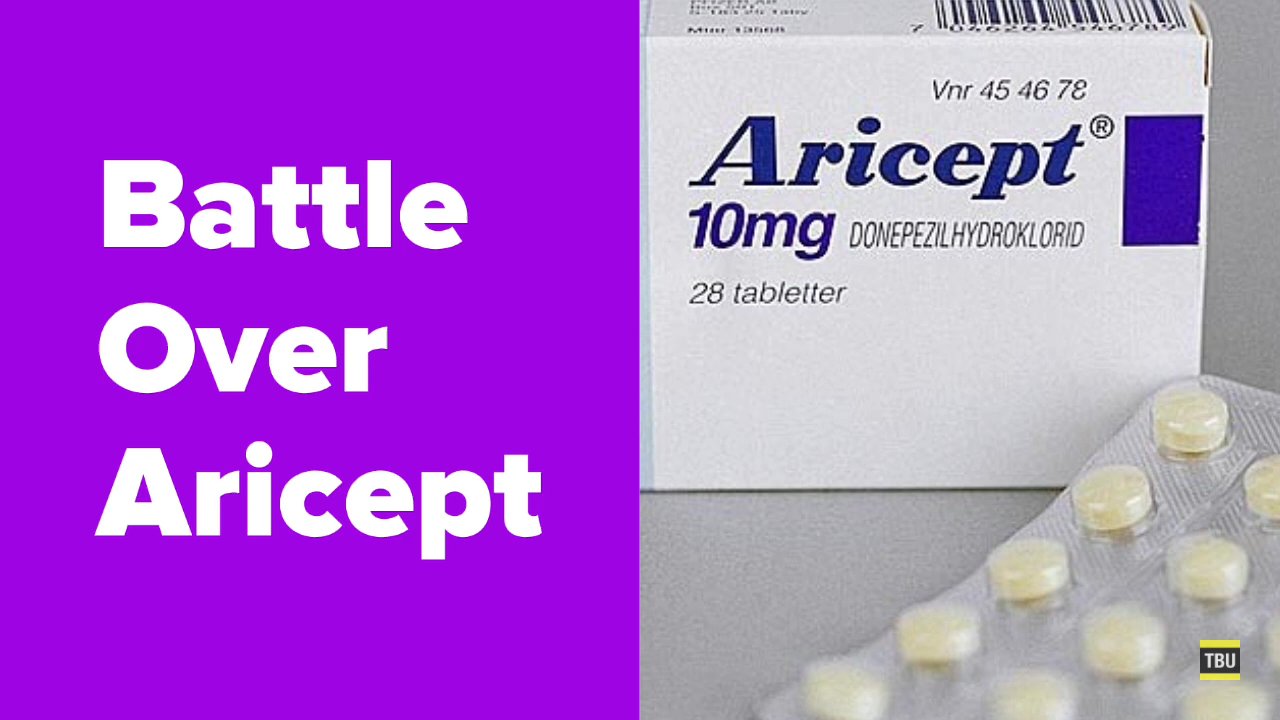 Battle
Over
Aricept
Vnr 45 46 78
Aricept®
10mg DONEPEZILHYDROKLORID
28 tabletter
TBU